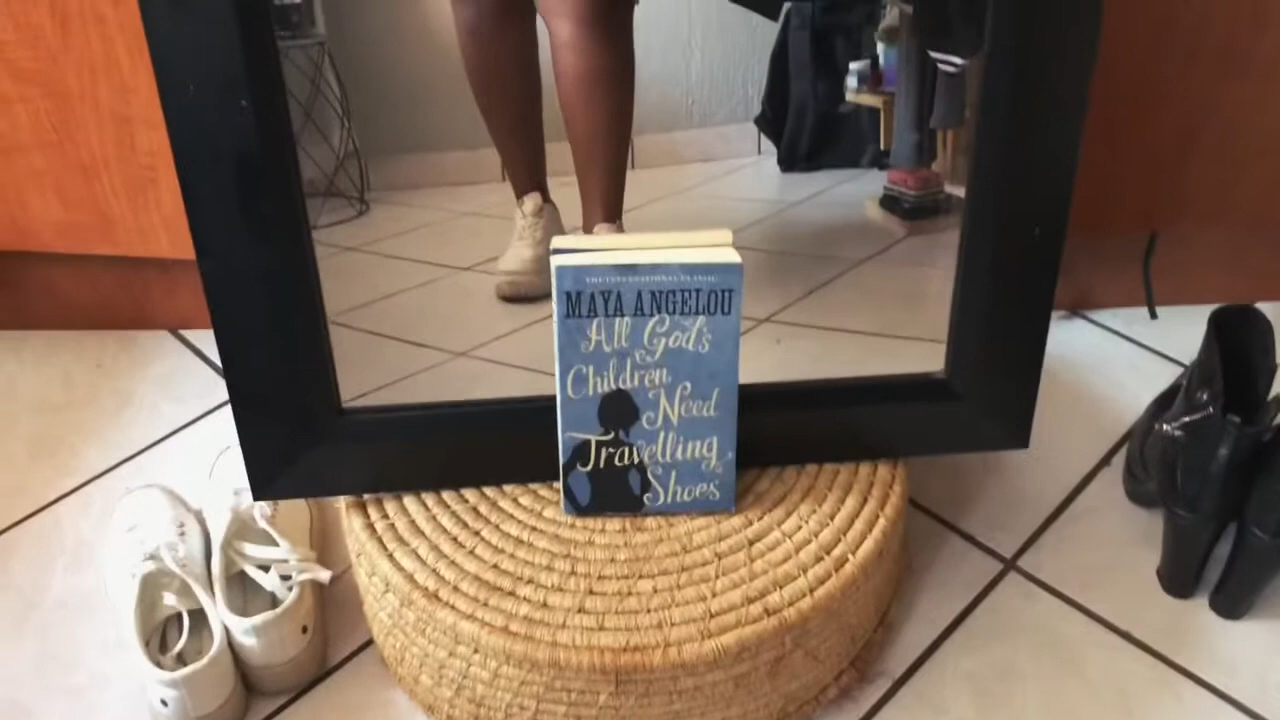 THE INTERNATIONAL CLASSIC
MAYA ANGELOU
All God's
Children
Need
Travelling
Shoes